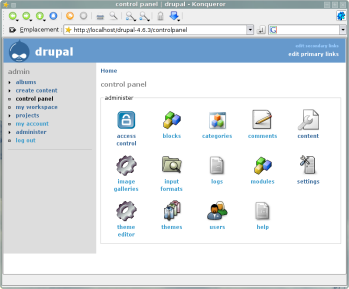 control panel | drupal - Konqueror
Emplacement : http://localhost/drupal-4.6.3/controlpanel
drupal
edit secondary links
edit primary links
admin
albums
create content
control panel
my workspace
projects
my account
administer
log out
Home
control panel
administer
access control
blocks
categories
comments
content
image galleries
input formats
logs
modules
settings
theme editor
themes
users
help